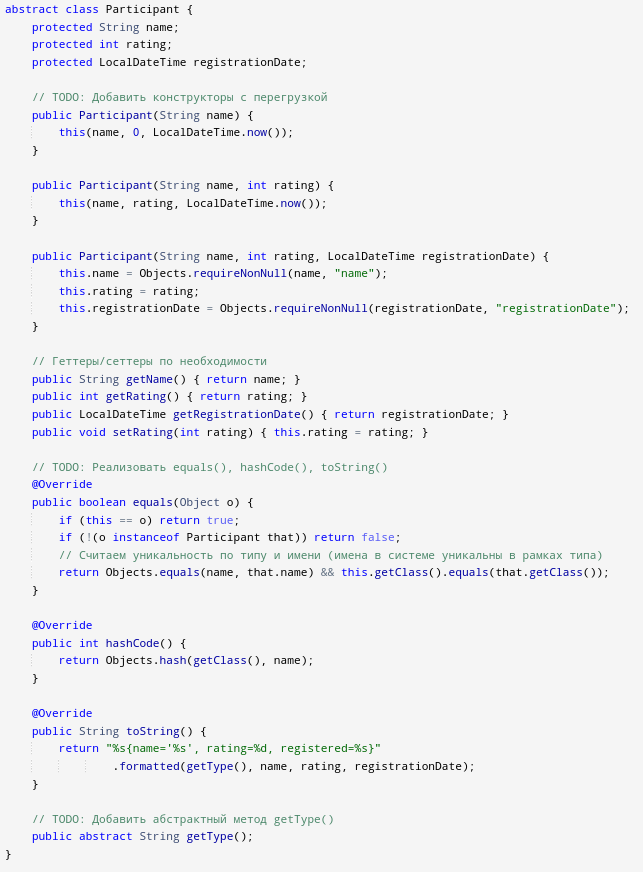 abstract class Participant {
    protected String name;
    protected int rating;
    protected LocalDateTime registrationDate;

    // TODO: Добавить конструкторы с перегрузкой
    public Participant(String name) {
        this(name, 0, LocalDateTime.now());
    }

    public Participant(String name, int rating) {
        this(name, rating, LocalDateTime.now());
    }

    public Participant(String name, int rating, LocalDateTime registrationDate) {
        this.name = Objects.requireNonNull(name, "name");
        this.rating = rating;
        this.registrationDate = Objects.requireNonNull(registrationDate, "registrationDate");
    }

    // Геттеры/сеттеры по необходимости
    public String getName() { return name; }
    public int getRating() { return rating; }
    public LocalDateTime getRegistrationDate() { return registrationDate; }
    public void setRating(int rating) { this.rating = rating; }

    // TODO: Реализовать equals(), hashCode(), toString()
    @Override
    public boolean equals(Object o) {
        if (this == o) return true;
        if (!(o instanceof Participant that)) return false;
        // Считаем уникальность по типу и имени (имена в системе уникальны в рамках типа)
        return Objects.equals(name, that.name) && this.getClass().equals(that.getClass());
    }

    @Override
    public int hashCode() {
        return Objects.hash(getClass(), name);
    }

    @Override
    public String toString() {
        return "%s{name='%s', rating=%d, registered=%s}"
                .formatted(getType(), name, rating, registrationDate);
    }

    // TODO: Добавить абстрактный метод getType()
    public abstract String getType();
}